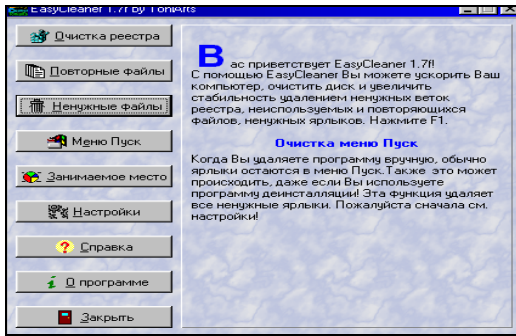 EasyCleaner 1.7f by ToniArts
Очистка реестра
Повторные файлы
Ненужные файлы
Меню Пуск
Занимаемое место
Настройки
Справка
О программе
Закрыть
Вас приветствует EasyCleaner 1.7f!
С помощью EasyCleaner Вы можете ускорить Ваш
компьютер, очистить диск и увеличить
стабильность удалением ненужных веток
реестра, неиспользуемых и повторяющихся
файлов, ненужных ярлыков. Нажмите F1.
Очистка меню Пуск
Когда Вы удаляете программу вручную, обычно
ярлыки остаются в меню Пуск.Также это может
происходить, даже если Вы используете
программу деинсталляции! Эта функция удаляет
все ненужные ярлыки. Пожалуйста сначала см.
настройки!